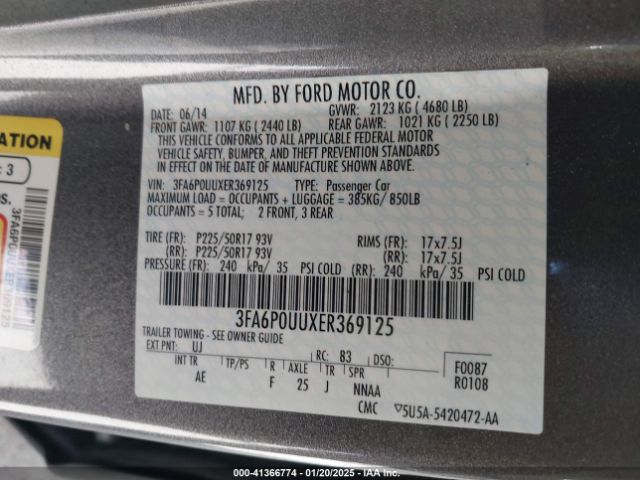 MFD. BY FORD MOTOR CO.
DATE: 06/14 GVWR: 2123 KG ( 4680 LB)
FRONT GAWR: 1107 KG ( 2440 LB) REAR GAWR: 1021 KG ( 2250 LB)
THIS VEHICLE CONFORMS TO ALL APPLICABLE FEDERAL MOTOR
VEHICLE SAFETY, BUMPER, AND THEFT PREVENTION STANDARDS
IN EFFECT ON THE DATE OF MANUFACTURE SHOWN ABOVE.
VIN: 3FA6P0UUXER369125 TYPE: Passenger Car
MAXIMUM LOAD = OCCUPANTS + LUGGAGE = 385KG/ 850LB
OCCUPANTS = 5 TOTAL; 2 FRONT, 3 REAR
TIRE (FR): P225/50R17 93V RIMS (FR): 17x7.5J
(RR): P225/50R17 93V (RR): 17x7.5J
PRESSURE (FR): 240 kPa/ 35 PSI COLD (RR): 240 kPa/ 35 PSI COLD
3FA6P0UUXER369125
TRAILER TOWING - SEE OWNER GUIDE
EXT PNT: UJ RC: 83 DSO:
INT TR TP/PS R AXLE TR SPR
AE F 25 J NNAA
F0087
R0108
CMC 5U5A-5420472-AA
: 3
3FA6P0UUXER369125
(STOCK)# - 41366774 | 01/20/2025 - IAA Inc.